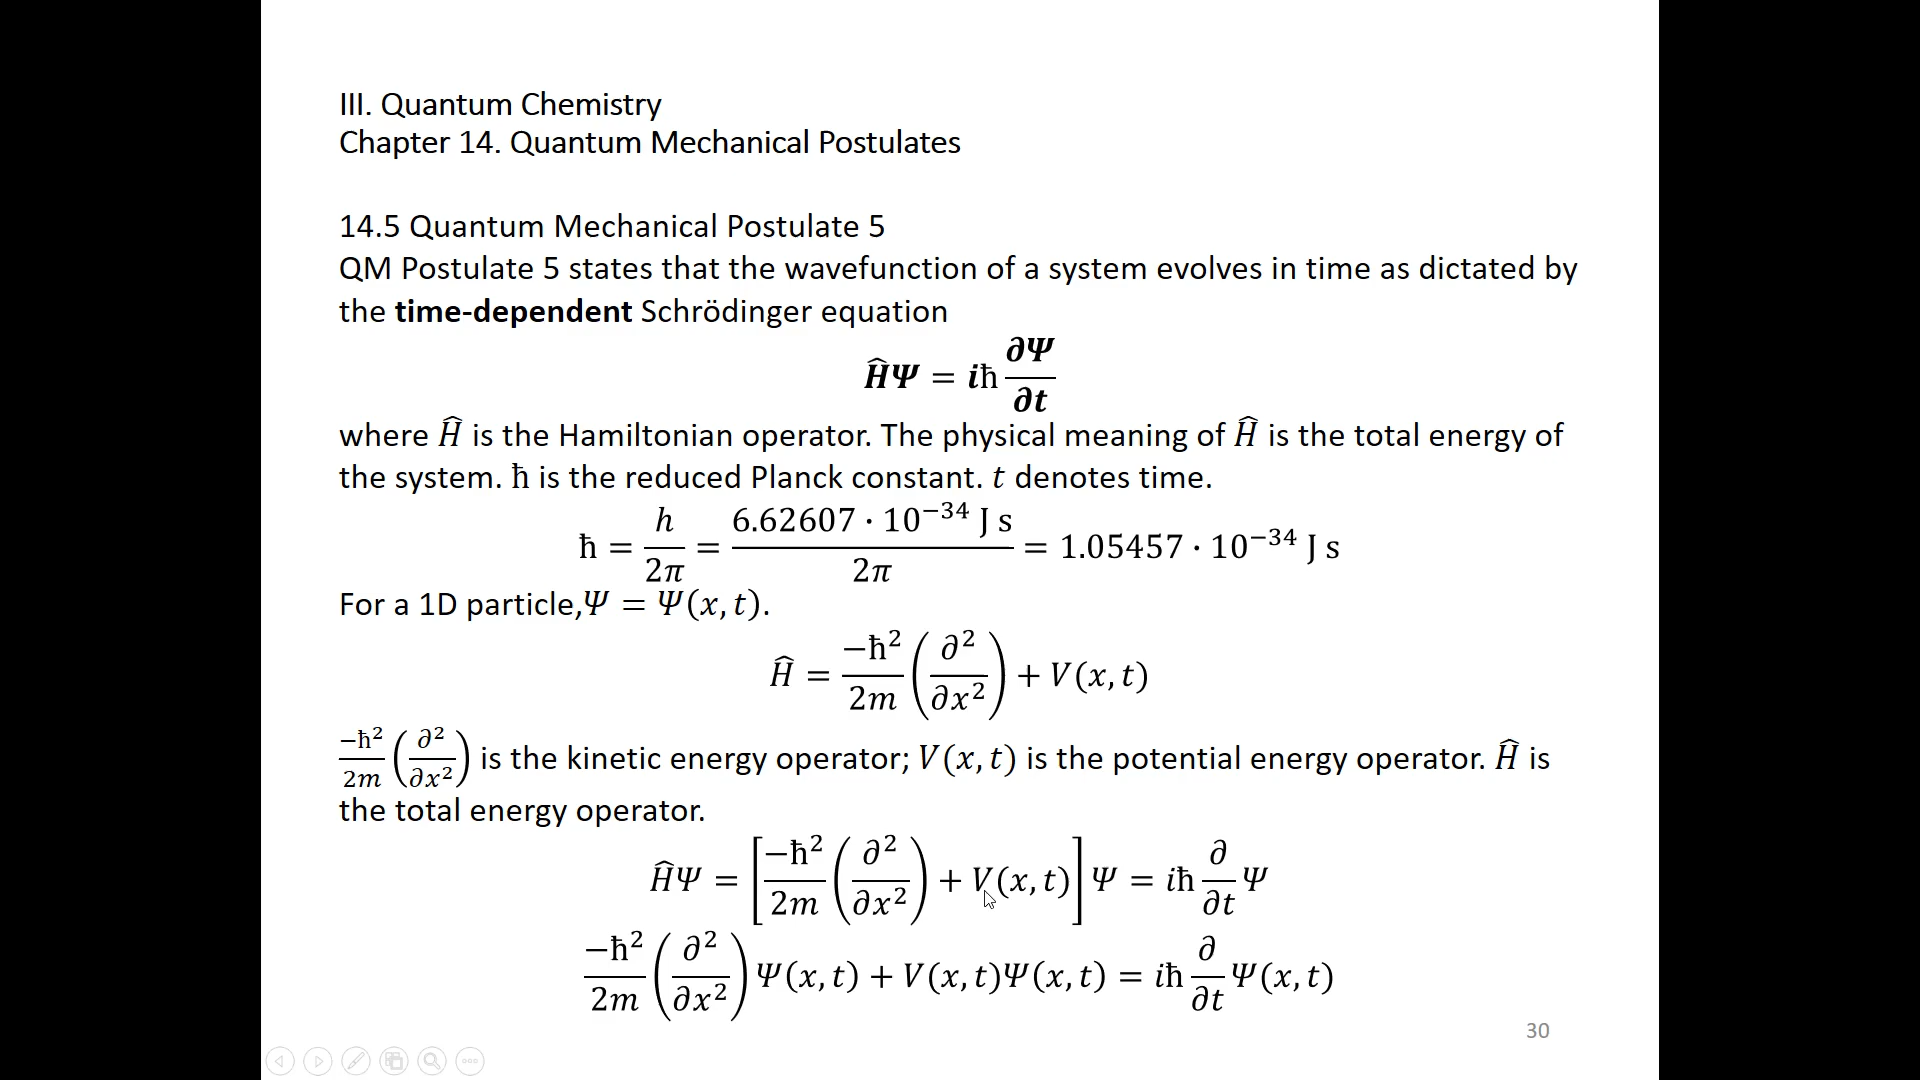 III. Quantum Chemistry
Chapter 14. Quantum Mechanical Postulates
14.5 Quantum Mechanical Postulate 5
QM Postulate 5 states that the wavefunction of a system evolves in time as dictated by
the time-dependent Schrödinger equation
ĤΨ = iħ ∂Ψ/∂t
where Ĥ is the Hamiltonian operator. The physical meaning of Ĥ is the total energy of
the system. ħ is the reduced Planck constant. t denotes time.
ħ = h/2π = 6.62607 · 10⁻³⁴ J s/2π = 1.05457 · 10⁻³⁴ J s
For a 1D particle,Ψ = Ψ(x, t).
Ĥ = −ħ²/2m (∂²/∂x²) + V(x, t)
−ħ²/2m (∂²/∂x²) is the kinetic energy operator; V(x, t) is the potential energy operator. Ĥ is
the total energy operator.
ĤΨ = [−ħ²/2m (∂²/∂x²) + V(x, t)] Ψ = iħ ∂/∂t Ψ
−ħ²/2m (∂²/∂x²) Ψ(x, t) + V(x, t)Ψ(x, t) = iħ ∂/∂t Ψ(x, t)
30